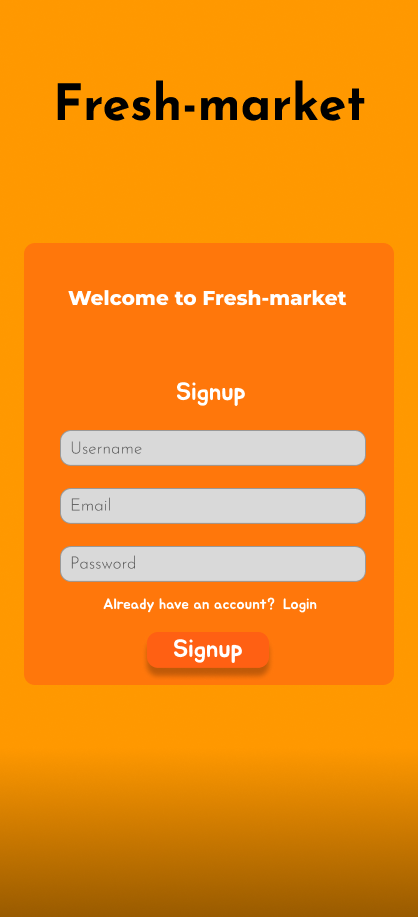 Fresh-market
Welcome to Fresh-market
Signup
Username
Email
Password
Already have an account? Login
Signup